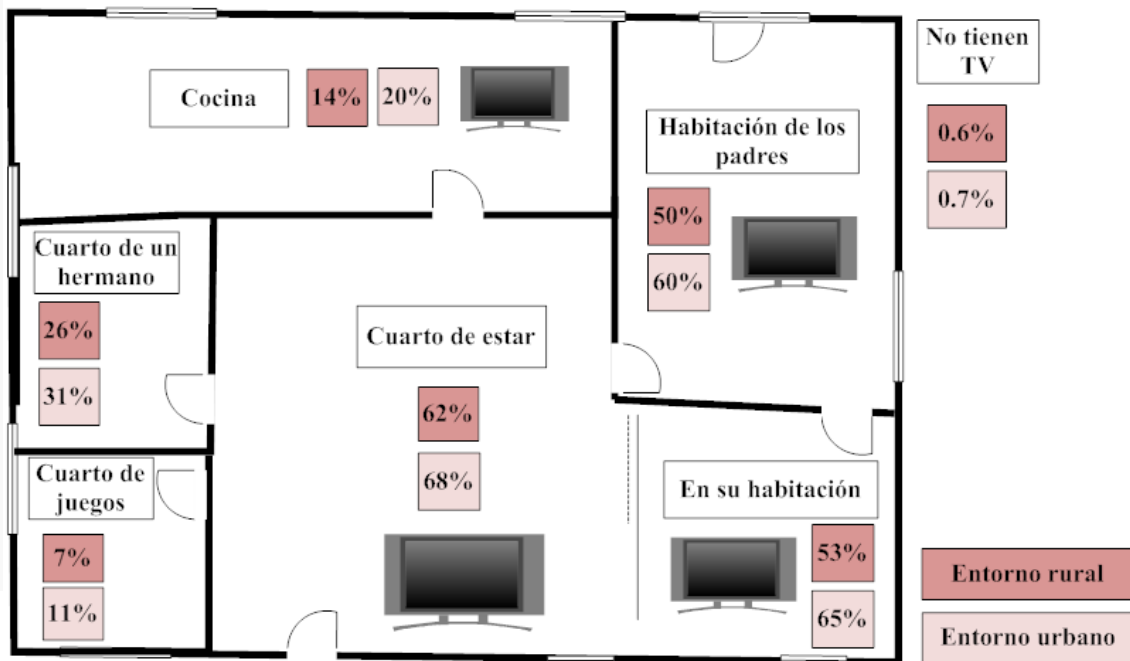 No tienen
TV
0.6%
0.7%
Cocina
14%
20%
Habitación de los
padres
50%
60%
Cuarto de un
hermano
26%
31%
Cuarto de estar
62%
68%
Cuarto de
juegos
7%
11%
En su habitación
53%
65%
Entorno rural
Entorno urbano